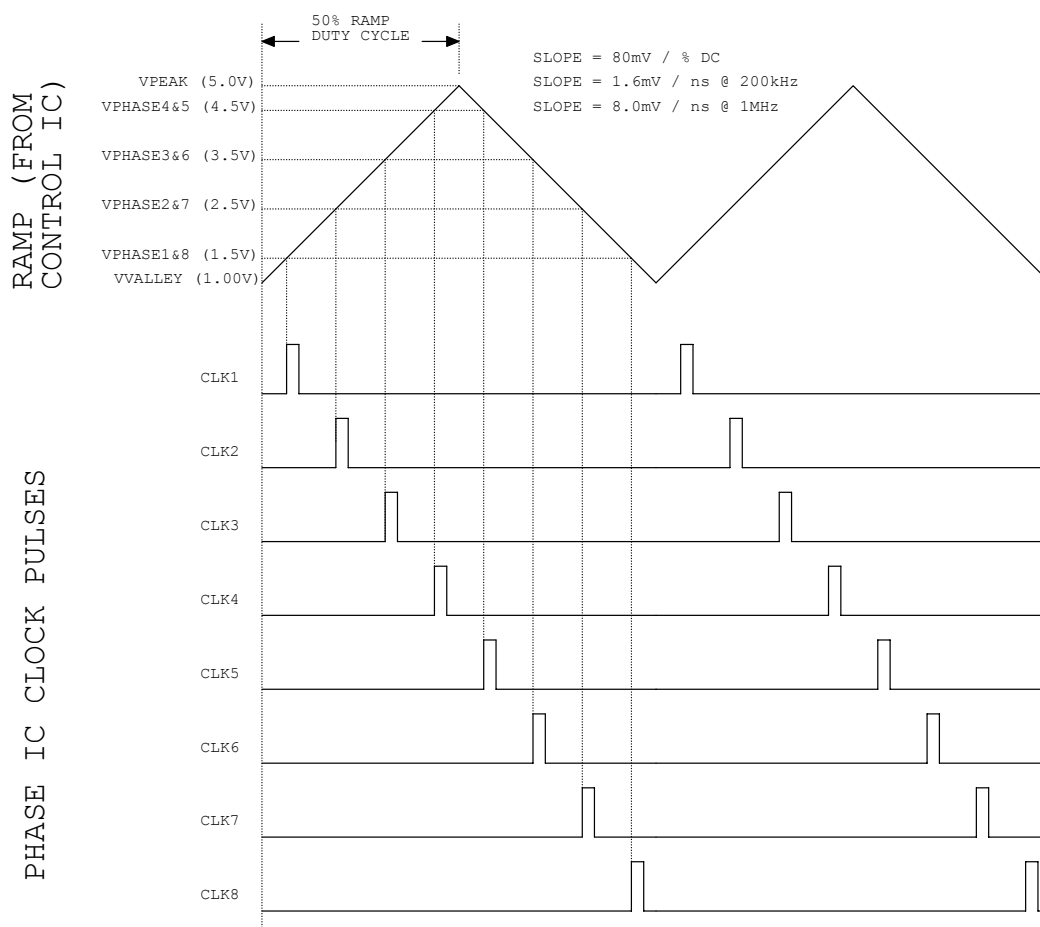 50% RAMP
DUTY CYCLE
SLOPE = 80mV / % DC
SLOPE = 1.6mV / ns @ 200kHz
SLOPE = 8.0mV / ns @ 1MHz
RAMP (FROM
CONTROL IC)
VPEAK (5.0V)
VPHASE4&5 (4.5V)
VPHASE3&6 (3.5V)
VPHASE2&7 (2.5V)
VPHASE1&8 (1.5V)
VVALLEY (1.00V)
PHASE IC CLOCK PULSES
CLK1
CLK2
CLK3
CLK4
CLK5
CLK6
CLK7
CLK8